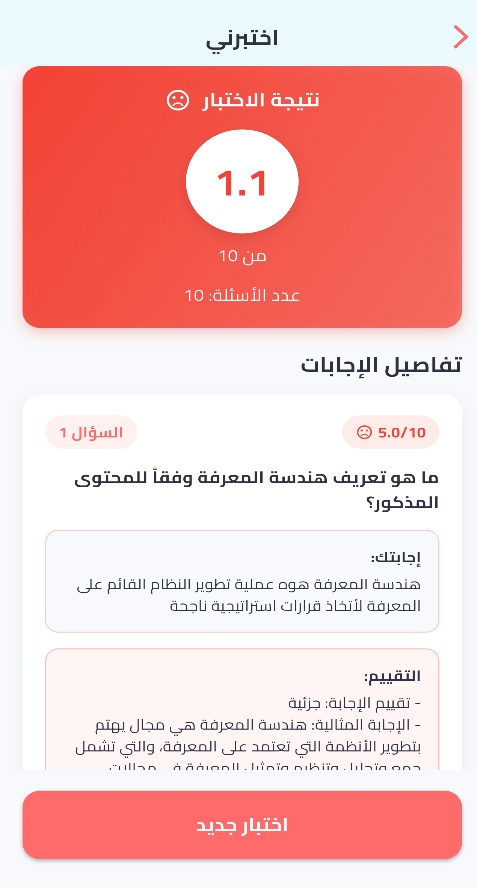 اختبرني
نتيجة الاختبار
1.1
من 10
عدد الأسئلة: 10
تفاصيل الإجابات
5.0/10
السؤال 1
ما هو تعريف هندسة المعرفة وفقاً للمحتوى
المذكور؟
إجابتك:
هندسة المعرفة هوه عملية تطوير النظام القائم على
المعرفة لأتخاذ قرارات استراتيجية ناجحة
التقييم:
- تقييم الإجابة: جزئية
- الإجابة المثالية: هندسة المعرفة هي مجال يهتم
بتطوير الأنظمة التي تعتمد على المعرفة، والتي تشمل
جمع وتحليل وتنظيم وتمثيل المعرفة في مجالات
اختبار جديد